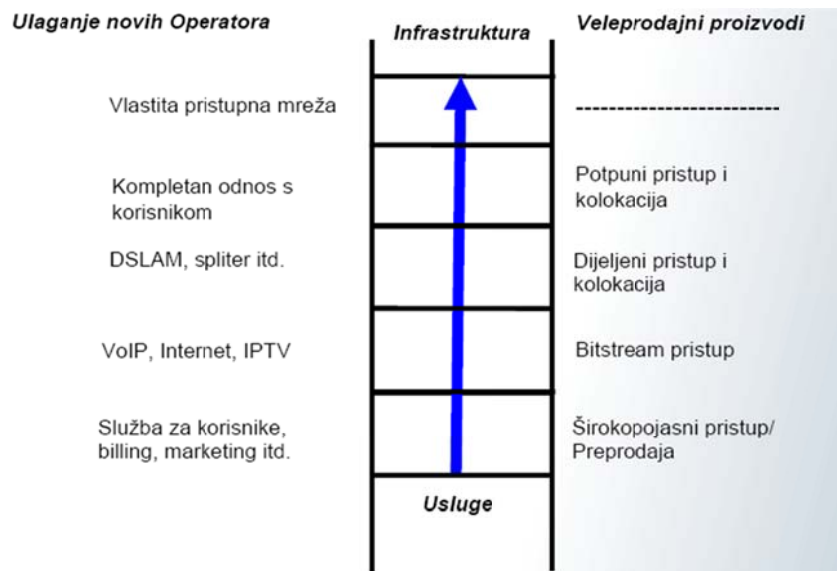 Ulaganje novih Operatora
Infrastruktura
Veleprodajni proizvodi
Vlastita pristupna mreža
-------------------------
Kompletan odnos s
korisnikom
Potpuni pristup i
kolokacija
DSLAM, spliter itd.
Dijeljeni pristup i
kolokacija
VoIP, Internet, IPTV
Bitstream pristup
Služba za korisnike,
billing, marketing itd.
Širokopojasni pristup/
Preprodaja
Usluge